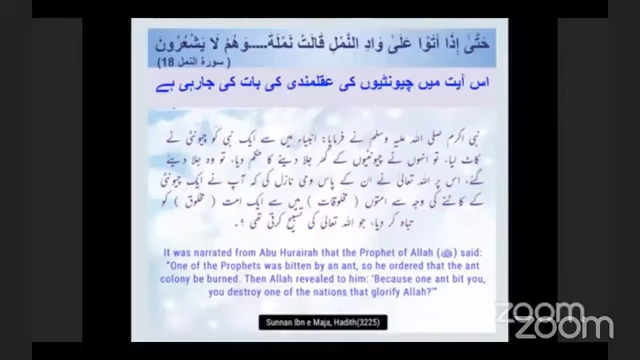 حَتَّىٰ إِذَا أَتَوْا عَلَىٰ وَادِ النَّمْلِ قَالَتْ نَمْلَةٌ.....وَهُمْ لَا يَشْعُرُونَ
( سورة النمل 18)
اس آیت میں چیونٹیوں کی عقلمندی کی بات کی جارہی ہے
نبی اکرم صلی اللہ علیہ وسلم نے فرمایا: انبیاء میں سے ایک نبی کو چیونٹی نے
کاٹ لیا، تو انہوں نے چیونٹیوں کے گھر جلا دینے کا حکم دیا، تو وہ جلا دیئے
گئے، اس پر اللہ تعالیٰ نے ان کے پاس وحی نازل کی کہ آپ نے ایک چیونٹی
کے کاٹنے کی وجہ سے امتوں ( مخلوقات ) میں سے ایک امت ( مخلوق ) کو
تباہ کر دیا، جو اللہ تعالیٰ کی تسبیح کرتی تھی ؟۔
It was narrated from Abu Hurairah that the Prophet of Allah (ﷺ) said:
"One of the Prophets was bitten by an ant, so he ordered that the ant
colony be burned. Then Allah revealed to him: 'Because one ant bit you,
you destroy one of the nations that glorify Allah?'"
Sunnan Ibn e Maja, Hadith(3225)
zoom
zoom